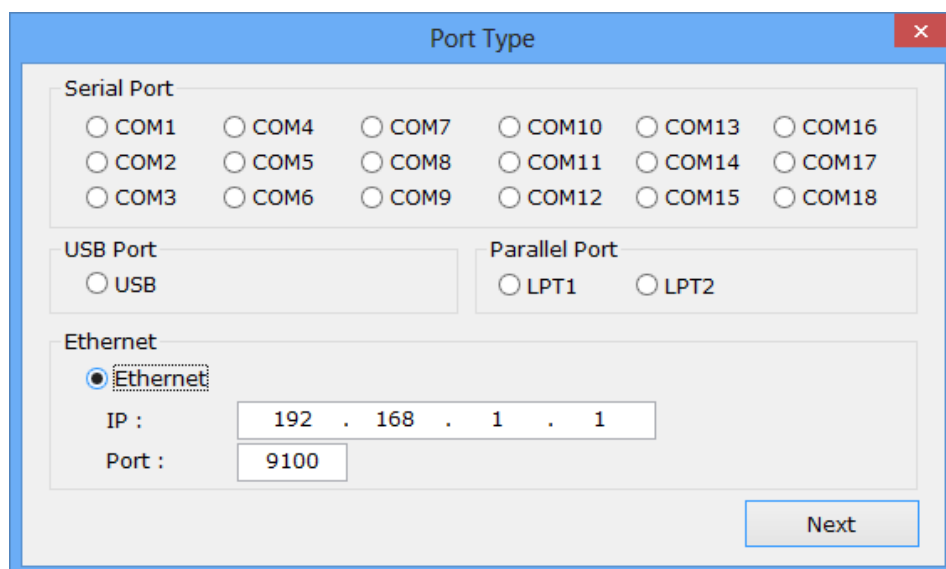 Port Type
Serial Port
COM1 COM4 COM7 COM10 COM13 COM16
COM2 COM5 COM8 COM11 COM14 COM17
COM3 COM6 COM9 COM12 COM15 COM18
USB Port
USB
Parallel Port
LPT1 LPT2
Ethernet
Ethernet
IP : 192 . 168 . 1 . 1
Port : 9100
Next